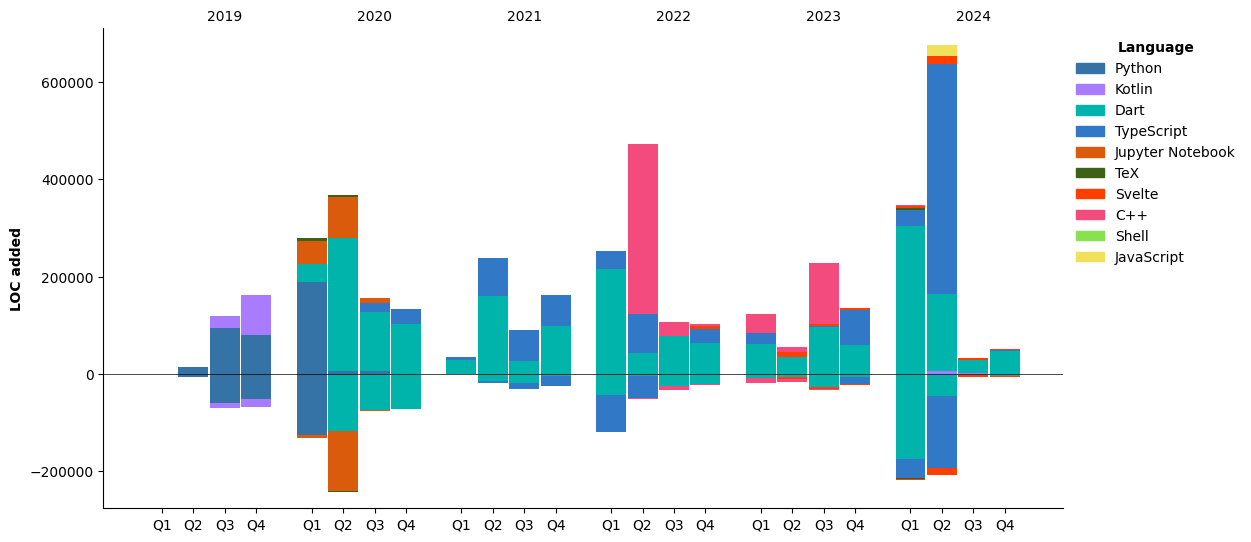 2019 2020 2021 2022 2023 2024
LOC added
600000
400000
200000
0
−200000
Q1 Q2 Q3 Q4 Q1 Q2 Q3 Q4 Q1 Q2 Q3 Q4 Q1 Q2 Q3 Q4 Q1 Q2 Q3 Q4 Q1 Q2 Q3 Q4
Language
Python
Kotlin
Dart
TypeScript
Jupyter Notebook
TeX
Svelte
C++
Shell
JavaScript